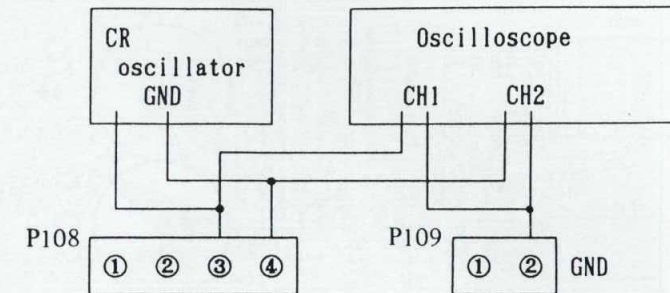 CR
oscillator
GND
Oscilloscope
CH1
CH2
P108
① ② ③ ④
P109
① ②
GND